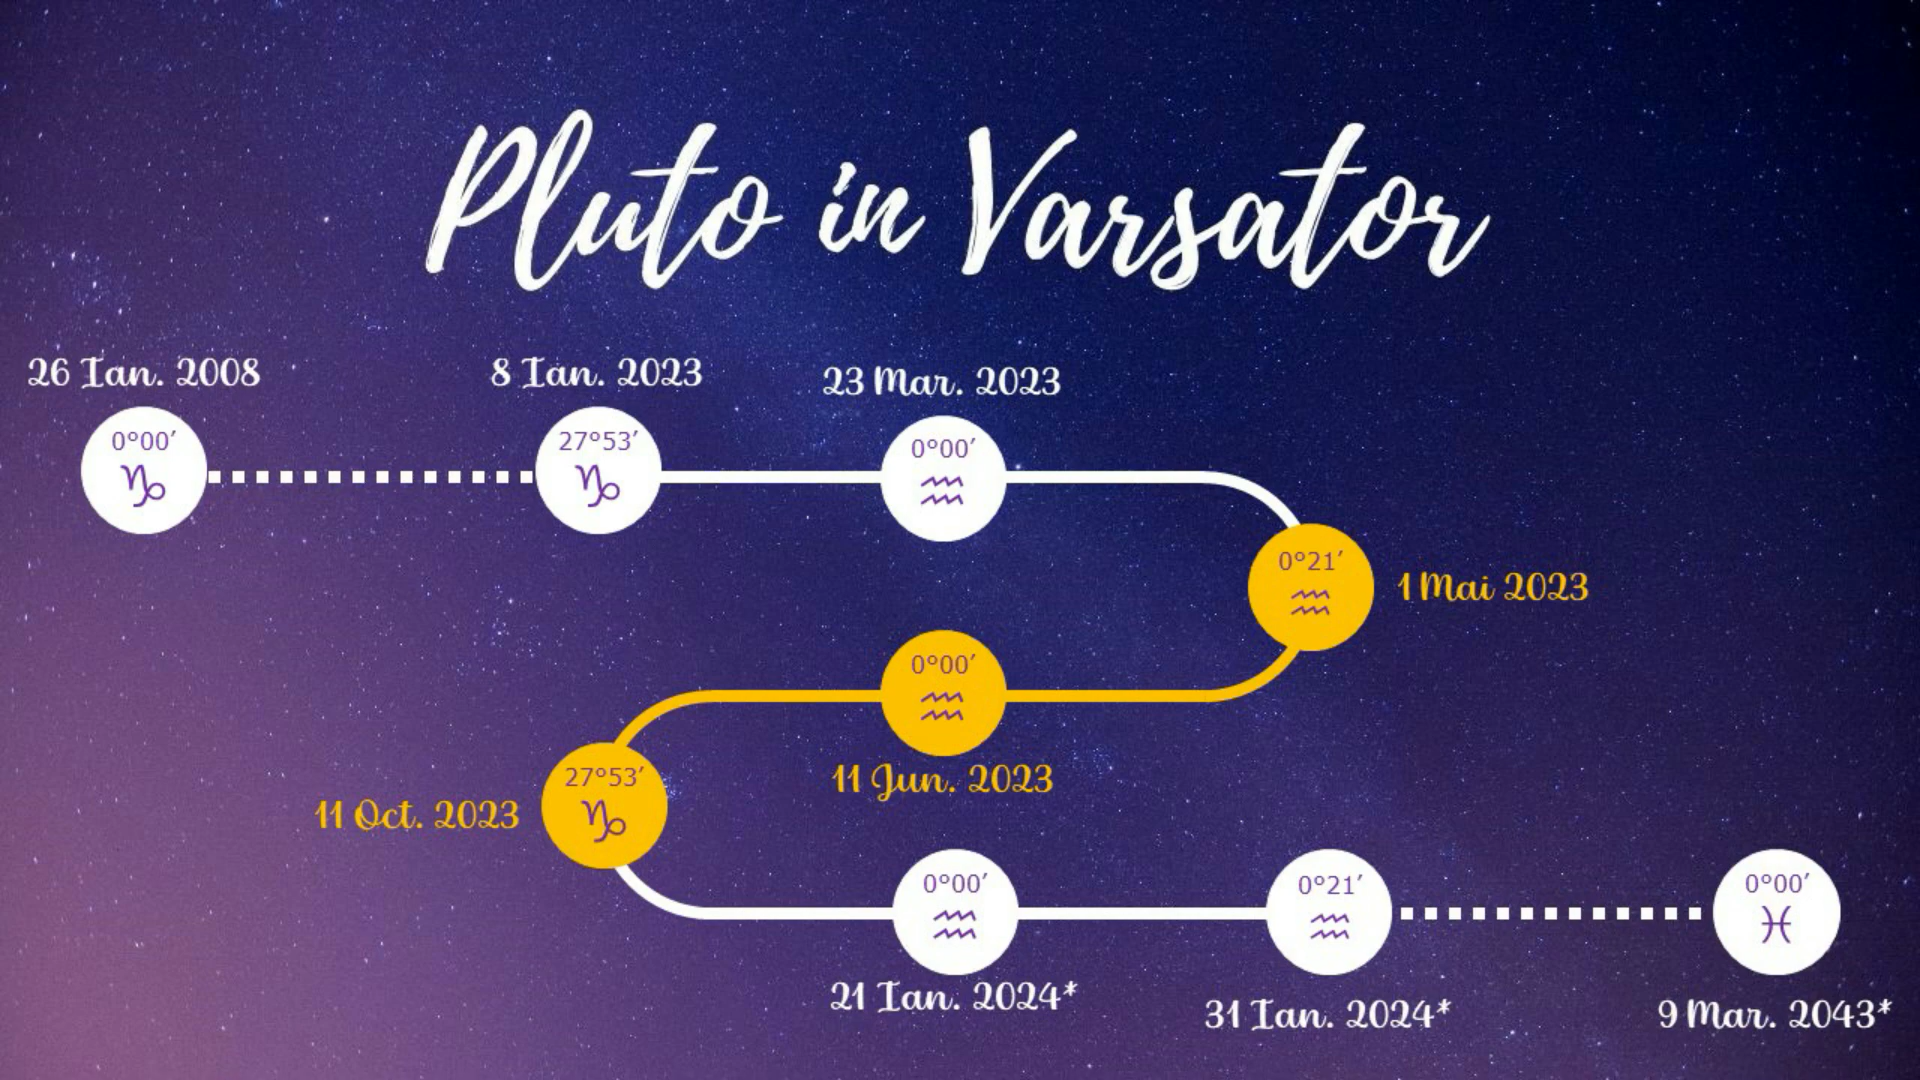 Pluto in Varsator
26 Ian. 2008
8 Ian. 2023
23 Mar. 2023
0°00′
♑
27°53′
♑
0°00′
♒
0°21′
♒
1 Mai 2023
0°00′
♒
11 Jun. 2023
27°53′
♑
11 Oct. 2023
0°00′
♒
0°21′
♒
0°00′
♓
21 Ian. 2024*
31 Ian. 2024*
9 Mar. 2043*